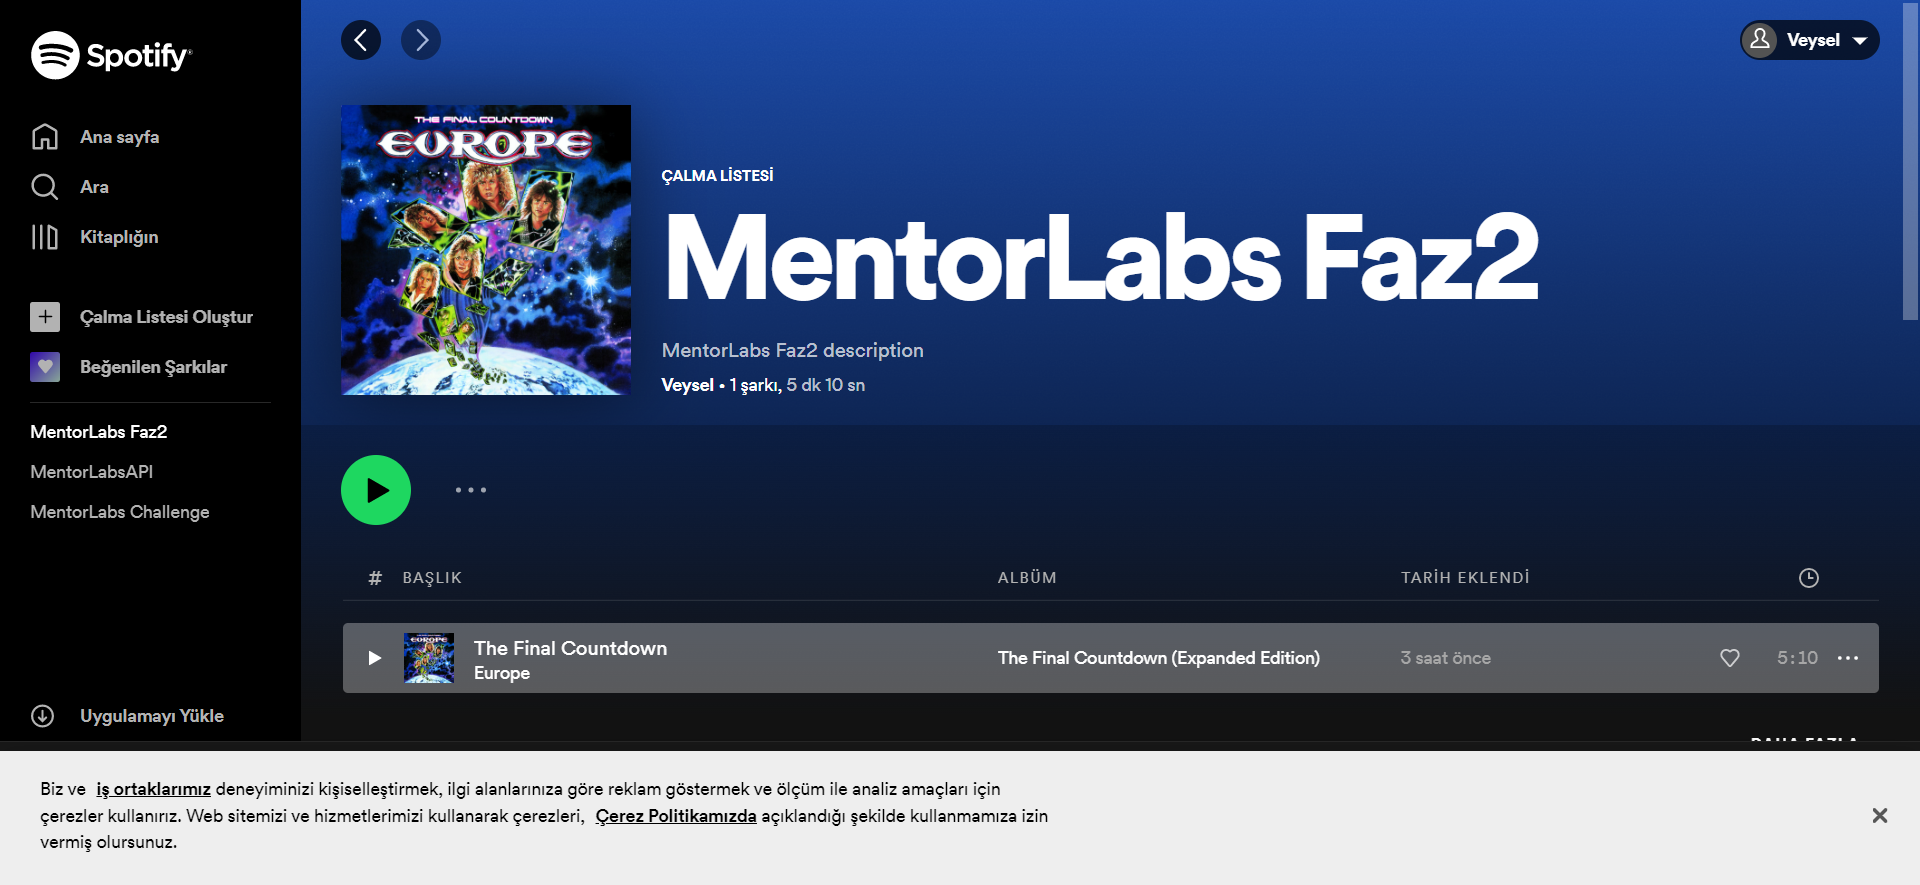 Spotify
Ana sayfa
Ara
Kitaplığın
Çalma Listesi Oluştur
Beğenilen Şarkılar
MentorLabs Faz2
MentorLabsAPI
MentorLabs Challenge
Uygulamayı Yükle
Veysel
THE FINAL COUNTDOWN
EUROPE
ÇALMA LİSTESİ
MentorLabs Faz2
MentorLabs Faz2 description
Veysel • 1 şarkı, 5 dk 10 sn
# BAŞLIK ALBÜM TARİH EKLENDİ
EUROPE
The Final Countdown
Europe
The Final Countdown (Expanded Edition) 3 saat önce 5:10
DAHA FAZLA
Biz ve iş ortaklarımız deneyiminizi kişiselleştirmek, ilgi alanlarınıza göre reklam göstermek ve ölçüm ile analiz amaçları için
çerezler kullanırız. Web sitemizi ve hizmetlerimizi kullanarak çerezleri, Çerez Politikamızda açıklandığı şekilde kullanmamıza izin
vermiş olursunuz.